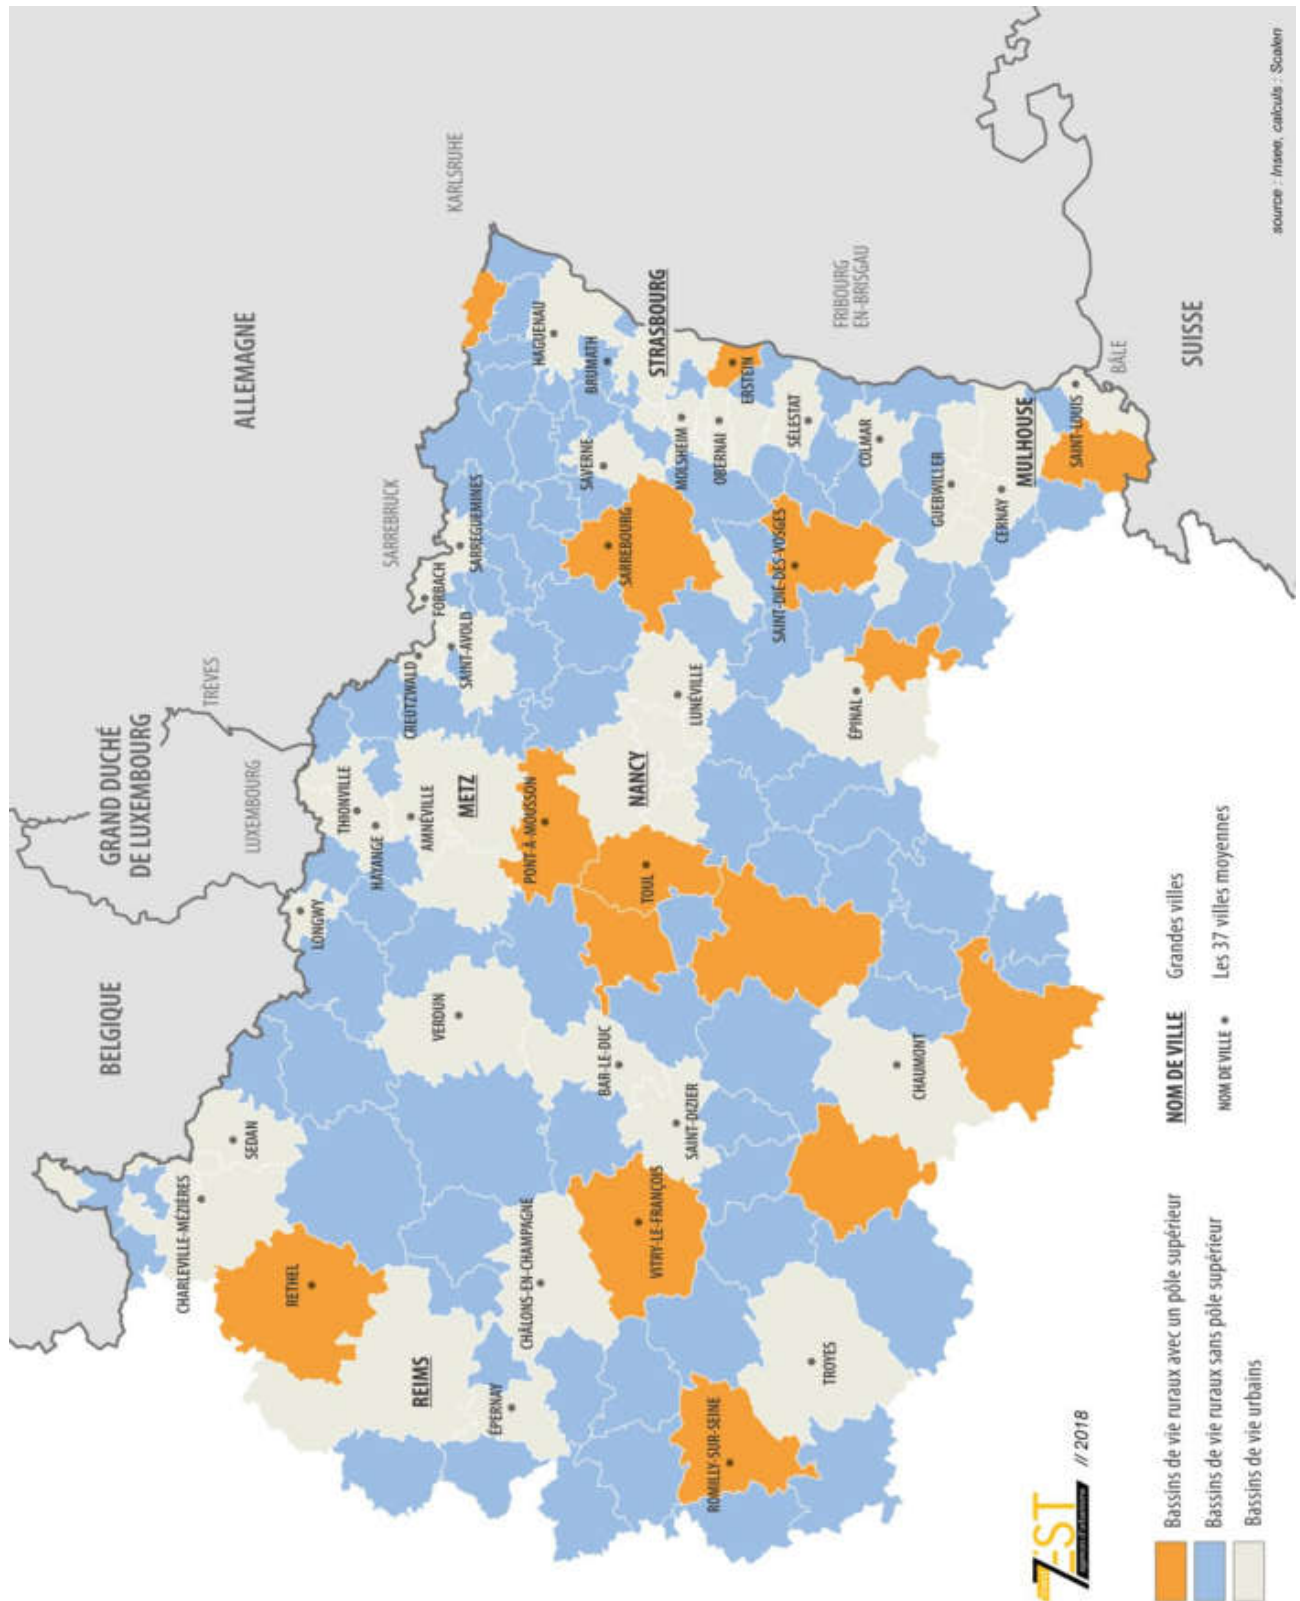 BELGIQUE
GRAND DUCHÉ
DE LUXEMBOURG
LUXEMBOURG
TRÈVES
ALLEMAGNE
SARREBRUCK
KARLSRUHE
FRIBOURG
EN-BRISGAU
BÂLE
SUISSE
CHARLEVILLE-MÉZIÈRES
SEDAN
RETHEL
REIMS
ÉPERNAY
CHÂLONS-EN-CHAMPAGNE
VITRY-LE-FRANÇOIS
ROMILLY-SUR-SEINE
TROYES
SAINT-DIZIER
BAR-LE-DUC
CHAUMONT
VERDUN
LONGWY
THIONVILLE
HAYANGE
AMNÉVILLE
METZ
CREUTZWALD
SAINT-AVOLD
FORBACH
SARREGUEMINES
PONT-À-MOUSSON
TOUL
NANCY
LUNÉVILLE
ÉPINAL
SAINT-DIÉ-DES-VOSGES
SARREBOURG
SAVERNE
HAGUENAU
BRUMATH
STRASBOURG
MOLSHEIM
OBERNAI
ERSTEIN
SÉLESTAT
COLMAR
GUEBWILLER
CERNAY
MULHOUSE
SAINT-LOUIS
7EST
// 2018
Bassins de vie ruraux avec un pôle supérieur
Bassins de vie ruraux sans pôle supérieur
Bassins de vie urbains
NOM DE VILLE Grandes villes
NOM DE VILLE • Les 37 villes moyennes
source : Insee, calculs : Scalen